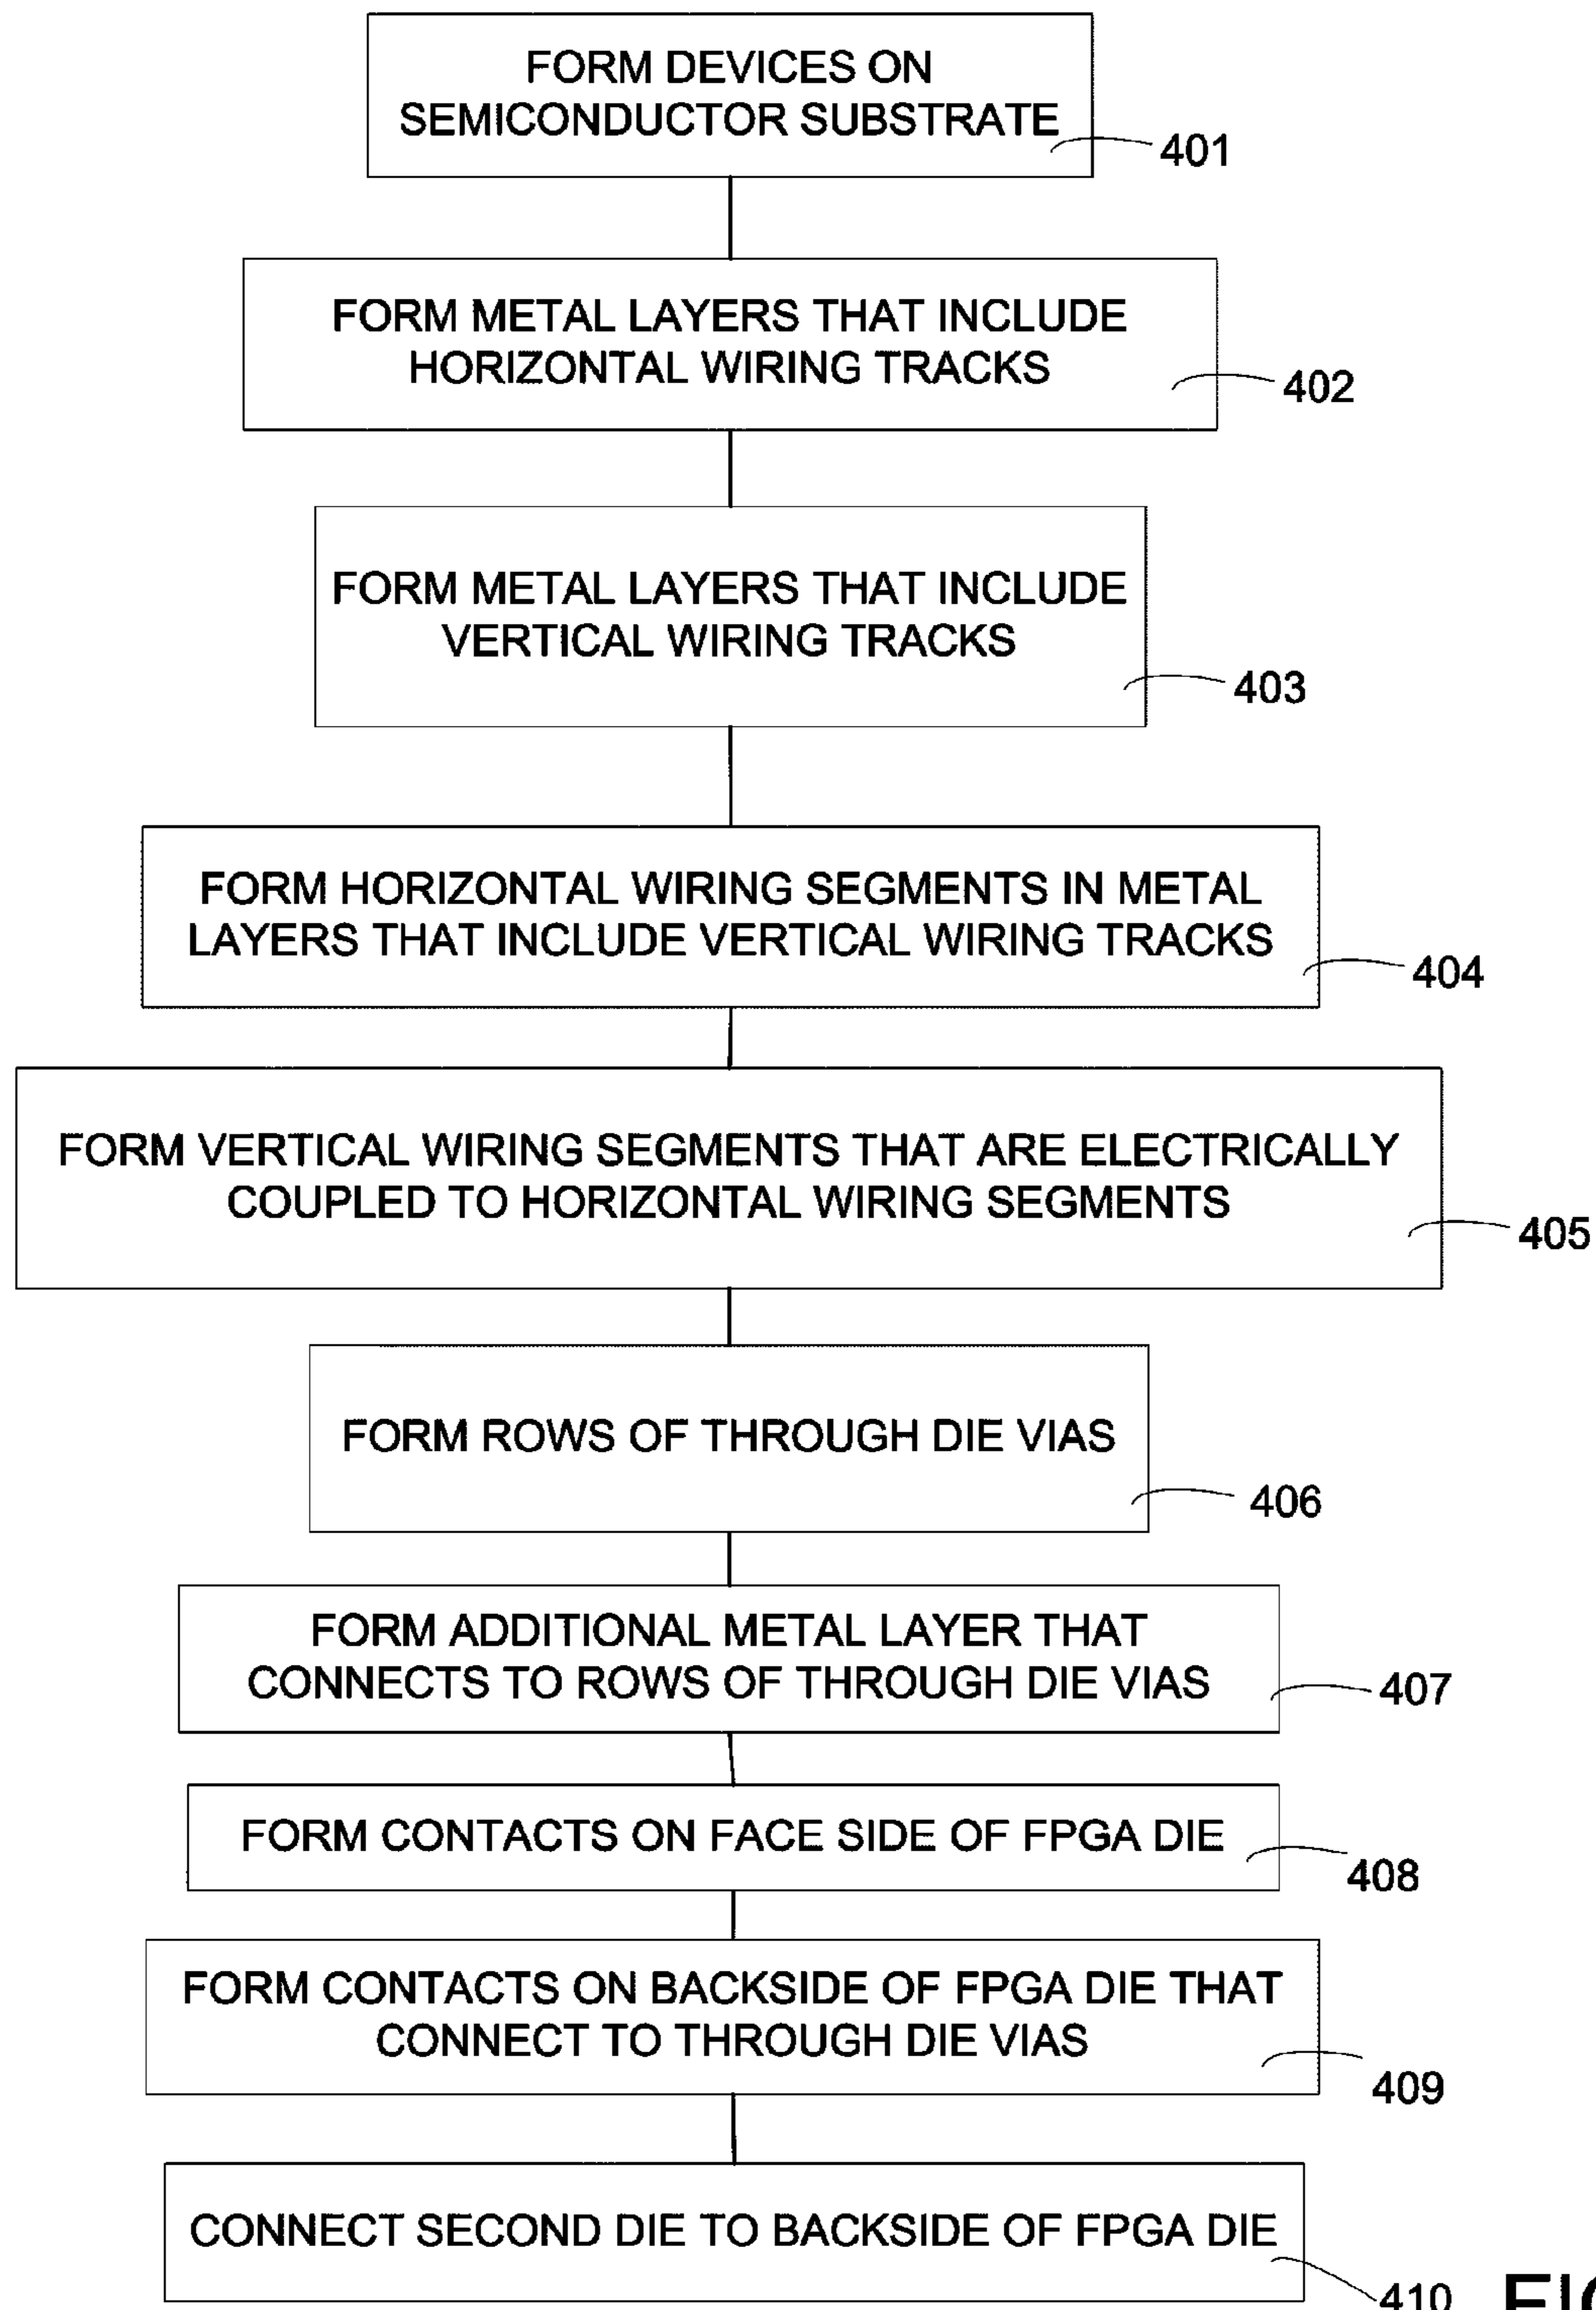 FORM DEVICES ON
SEMICONDUCTOR SUBSTRATE
401
FORM METAL LAYERS THAT INCLUDE
HORIZONTAL WIRING TRACKS
402
FORM METAL LAYERS THAT INCLUDE
VERTICAL WIRING TRACKS
403
FORM HORIZONTAL WIRING SEGMENTS IN METAL
LAYERS THAT INCLUDE VERTICAL WIRING TRACKS
404
FORM VERTICAL WIRING SEGMENTS THAT ARE ELECTRICALLY
COUPLED TO HORIZONTAL WIRING SEGMENTS
405
FORM ROWS OF THROUGH DIE VIAS
406
FORM ADDITIONAL METAL LAYER THAT
CONNECTS TO ROWS OF THROUGH DIE VIAS
407
FORM CONTACTS ON FACE SIDE OF FPGA DIE
408
FORM CONTACTS ON BACKSIDE OF FPGA DIE THAT
CONNECT TO THROUGH DIE VIAS
409
CONNECT SECOND DIE TO BACKSIDE OF FPGA DIE
410